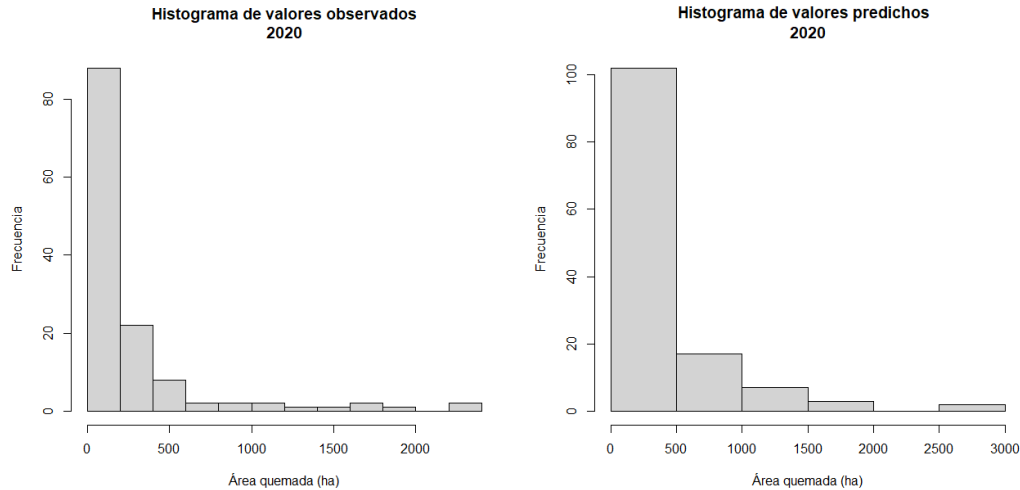 Histograma de valores observados
2020
Frecuencia
80
60
40
20
0
0 500 1000 1500 2000
Área quemada (ha)
Histograma de valores predichos
2020
Frecuencia
100
80
60
40
20
0
0 500 1000 1500 2000 2500 3000
Área quemada (ha)